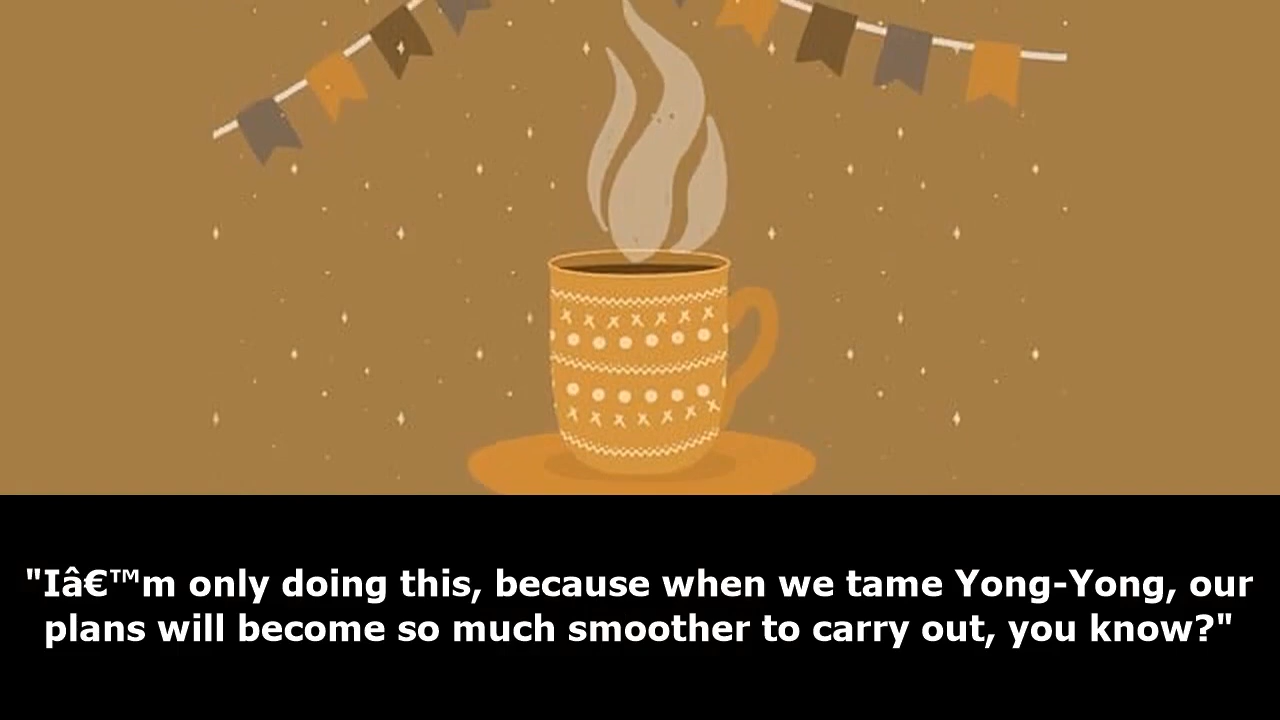 "Iâ€™m only doing this, because when we tame Yong-Yong, our
plans will become so much smoother to carry out, you know?"